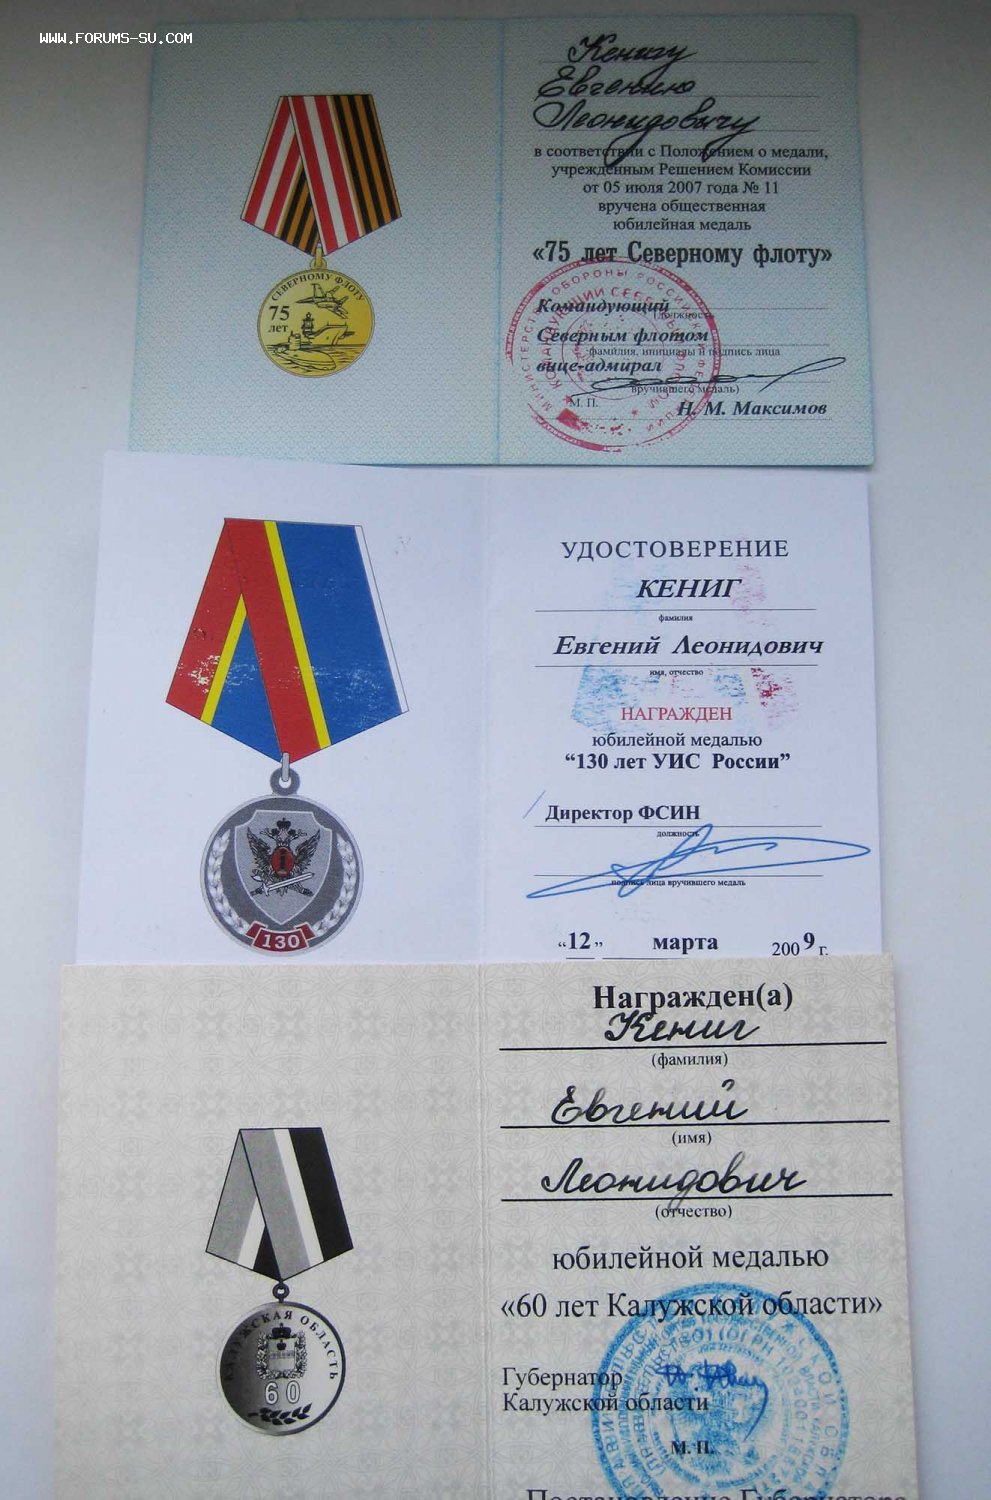 WWW.FORUMS-SU.COM
Кенигу
Евгению
Леонидовичу
в соответствии с Положением о медали,
учреждённым Решением Комиссии
от 05 июля 2007 года № 11
вручена общественная
юбилейная медаль
«75 лет Северному флоту»
СЕВЕРНОМУ ФЛОТУ
75
лет
Командующий
(должность
Северным флотом
фамилия, инициалы и подпись лица
вице-адмирал
вручившего медаль)
М. П.
Н. М. Максимов
УДОСТОВЕРЕНИЕ
КЕНИГ
фамилия
Евгений Леонидович
имя, отчество
НАГРАЖДЕН
юбилейной медалью
“130 лет УИС России”
Директор ФСИН
должность
подпись лица вручившего медаль
130
“12” марта 2009 г.
Награжден(а)
Кениг
(фамилия)
Евгений
(имя)
Леонидович
(отчество)
юбилейной медалью
«60 лет Калужской области»
КАЛУЖСКАЯ ОБЛАСТЬ
60
Губернатор
Калужской области
М. П.
Постановление Губернатора